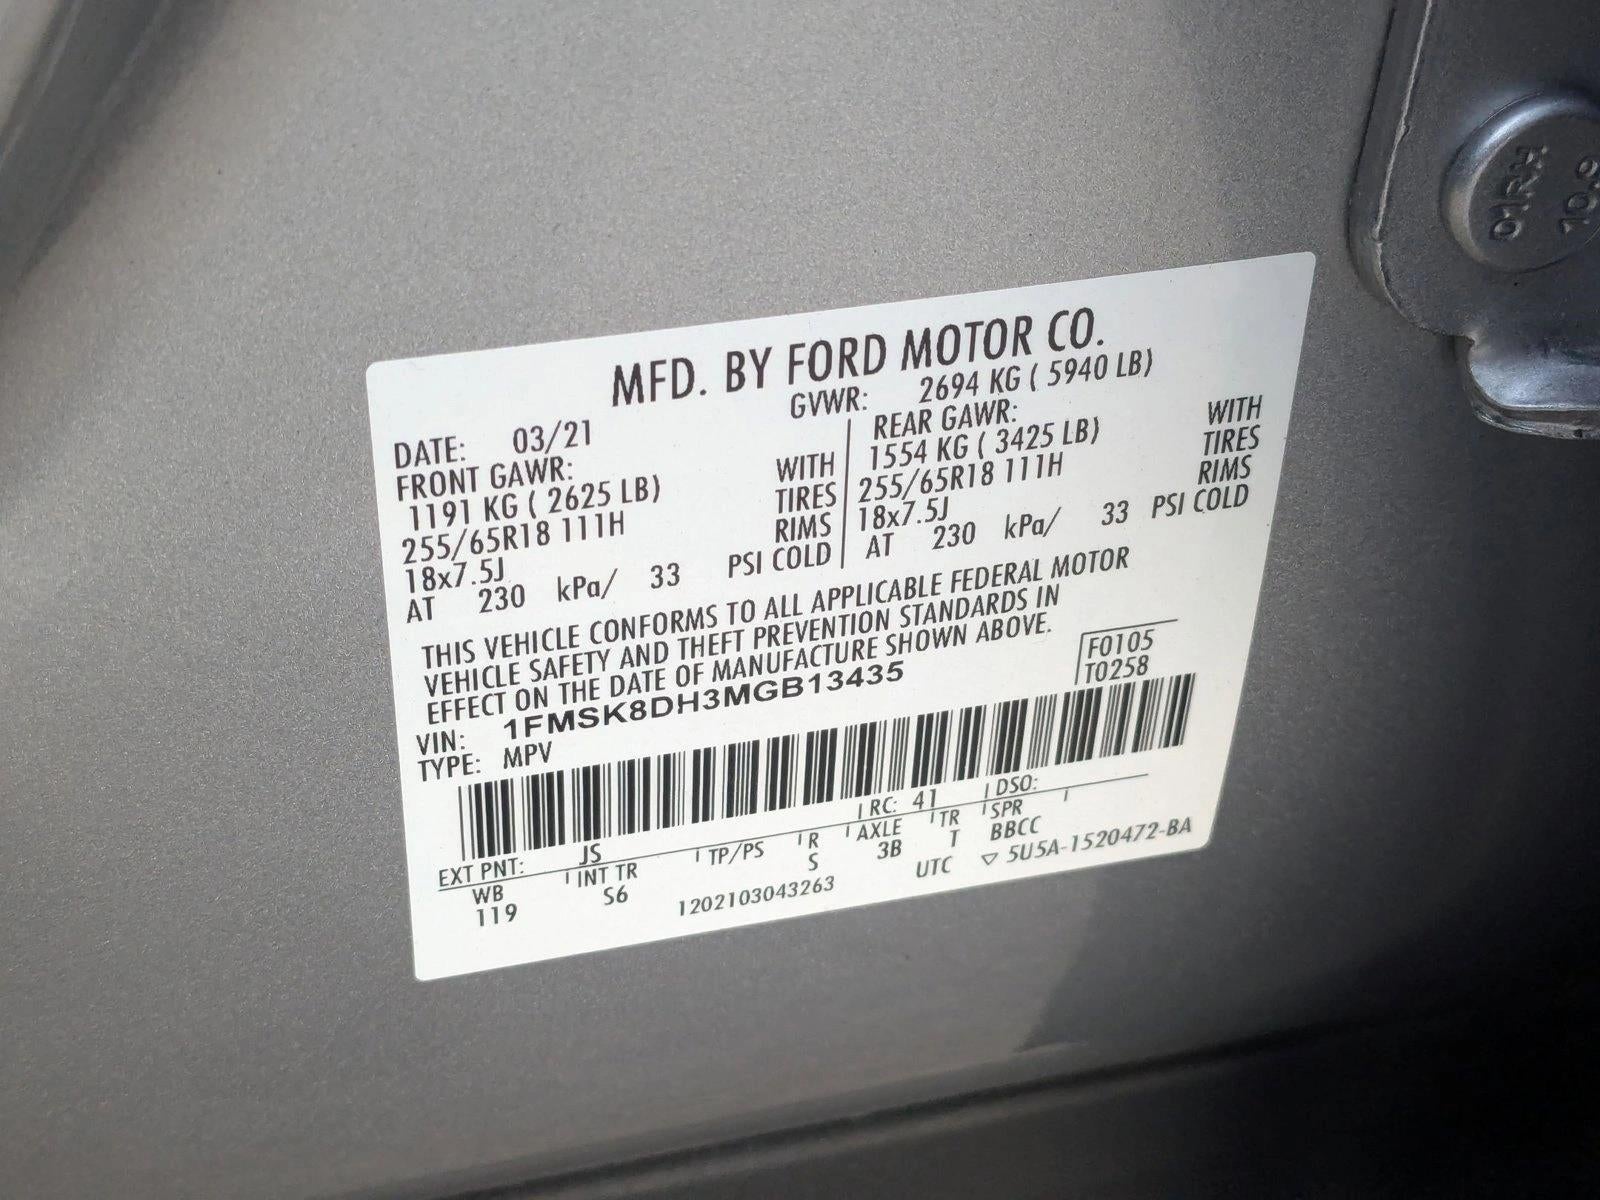 MFD. BY FORD MOTOR CO.
DATE: 03/21 GVWR: 2694 KG ( 5940 LB)
FRONT GAWR: REAR GAWR:
1191 KG ( 2625 LB) WITH 1554 KG ( 3425 LB) WITH
255/65R18 111H TIRES 255/65R18 111H TIRES
18x7.5J RIMS 18x7.5J RIMS
AT 230 kPa/ 33 PSI COLD AT 230 kPa/ 33 PSI COLD
THIS VEHICLE CONFORMS TO ALL APPLICABLE FEDERAL MOTOR
VEHICLE SAFETY AND THEFT PREVENTION STANDARDS IN
EFFECT ON THE DATE OF MANUFACTURE SHOWN ABOVE.
F0105
T0258
VIN: 1FMSK8DH3MGB13435
TYPE: MPV
EXT PNT: JS RC: 41 DSO:
WB INT TR TP/PS R AXLE TR SPR
119 S6 S 3B T BBCC
1202103043263 UTC ▽ 5U5A-1520472-BA
01RH
10.9